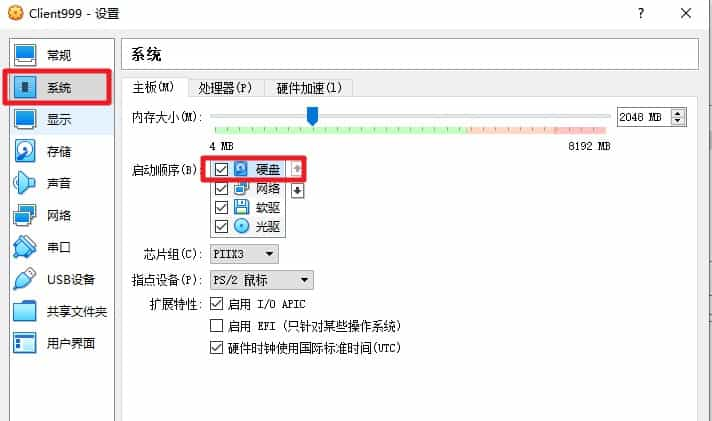 Client999 - 设置
?
常规
系统
显示
存储
声音
网络
串口
USB设备
共享文件夹
用户界面
系统
主板(M) 处理器(P) 硬件加速(l)
内存大小(M): 2048 MB
4 MB 8192 MB
启动顺序(B): 硬盘
网络
软驱
光驱
芯片组(C): PIIX3
指点设备(P): PS/2 鼠标
扩展特性: 启用 I/O APIC
启用 EFI (只针对某些操作系统)
硬件时钟使用国际标准时间(UTC)